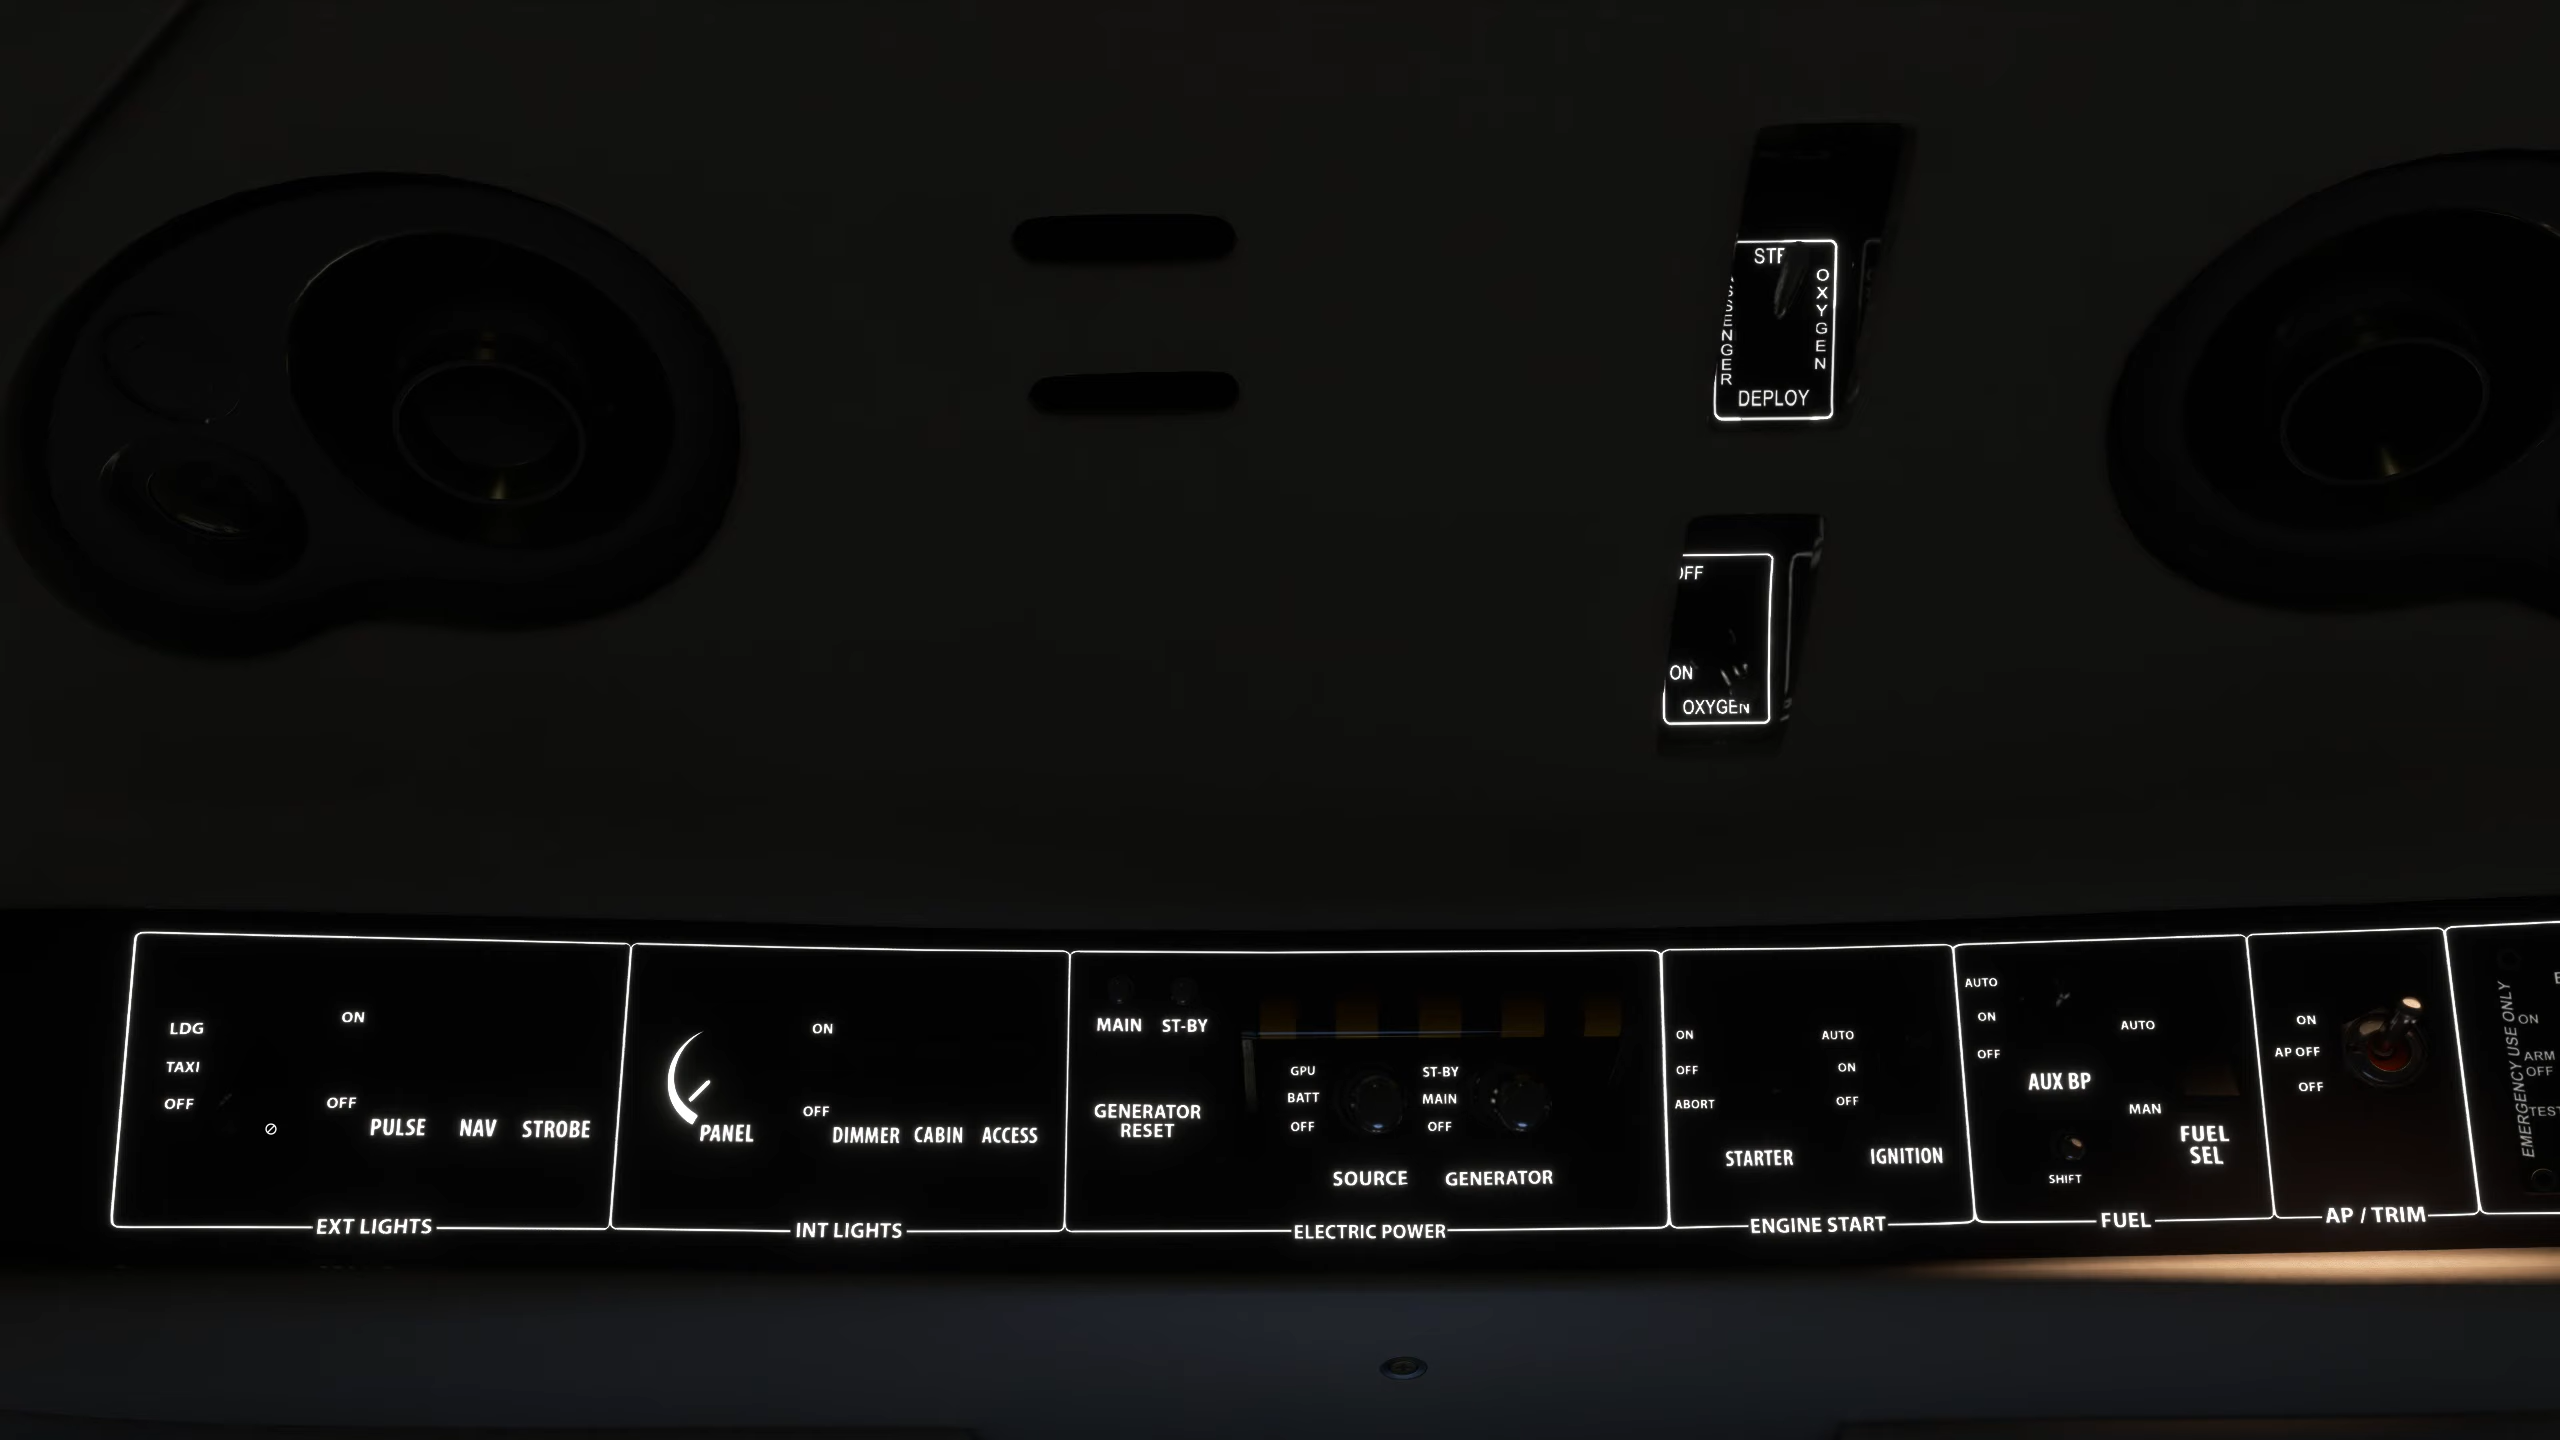 OXYGEN
DEPLOY
ON
OXYGEN
LDG
TAXI
OFF
ON
OFF
PULSE NAV STROBE
EXT LIGHTS
PANEL
ON
OFF
DIMMER CABIN ACCESS
INT LIGHTS
MAIN ST-BY
GENERATOR
RESET
GPU
BATT
OFF
SOURCE
ST-BY
MAIN
OFF
GENERATOR
ELECTRIC POWER
ON
OFF
ABORT
STARTER
AUTO
ON
OFF
IGNITION
ENGINE START
AUTO
ON
OFF
AUX BP
SHIFT
AUTO
MAN
FUEL
SEL
FUEL
ON
AP OFF
OFF
AP / TRIM
EMERGENCY USE ONLY
ON
ARM
OFF
TEST